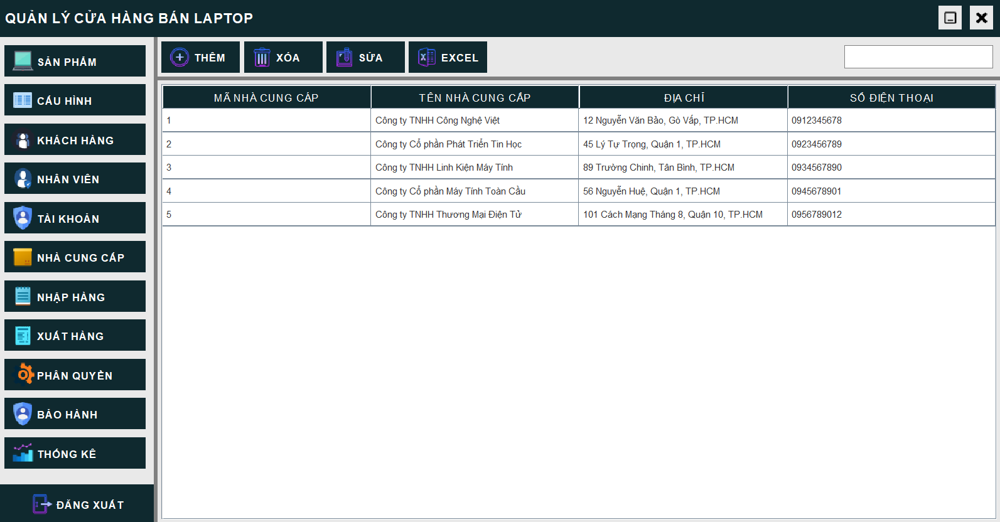 QUẢN LÝ CỬA HÀNG BÁN LAPTOP
SẢN PHẨM
CẤU HÌNH
KHÁCH HÀNG
NHÂN VIÊN
TÀI KHOẢN
NHÀ CUNG CẤP
NHẬP HÀNG
XUẤT HÀNG
PHÂN QUYỀN
BẢO HÀNH
THỐNG KÊ
ĐĂNG XUẤT
THÊM XÓA SỬA EXCEL
MÃ NHÀ CUNG CẤP TÊN NHÀ CUNG CẤP ĐỊA CHỈ SỐ ĐIỆN THOẠI
1 Công ty TNHH Công Nghệ Việt 12 Nguyễn Văn Bảo, Gò Vấp, TP.HCM 0912345678
2 Công ty Cổ phần Phát Triển Tin Học 45 Lý Tự Trọng, Quận 1, TP.HCM 0923456789
3 Công ty TNHH Linh Kiện Máy Tính 89 Trường Chinh, Tân Bình, TP.HCM 0934567890
4 Công ty Cổ phần Máy Tính Toàn Cầu 56 Nguyễn Huệ, Quận 1, TP.HCM 0945678901
5 Công ty TNHH Thương Mại Điện Tử 101 Cách Mạng Tháng 8, Quận 10, TP.HCM 0956789012